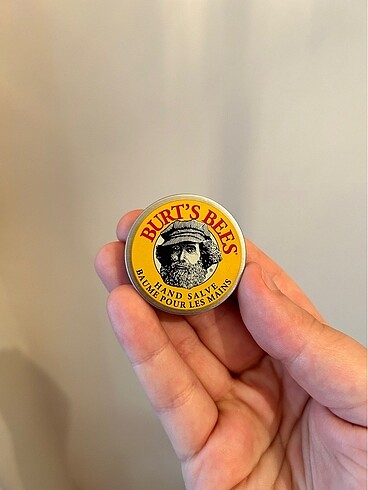 BURT'S BEES
HAND SALVE
BAUME POUR LES MAINS